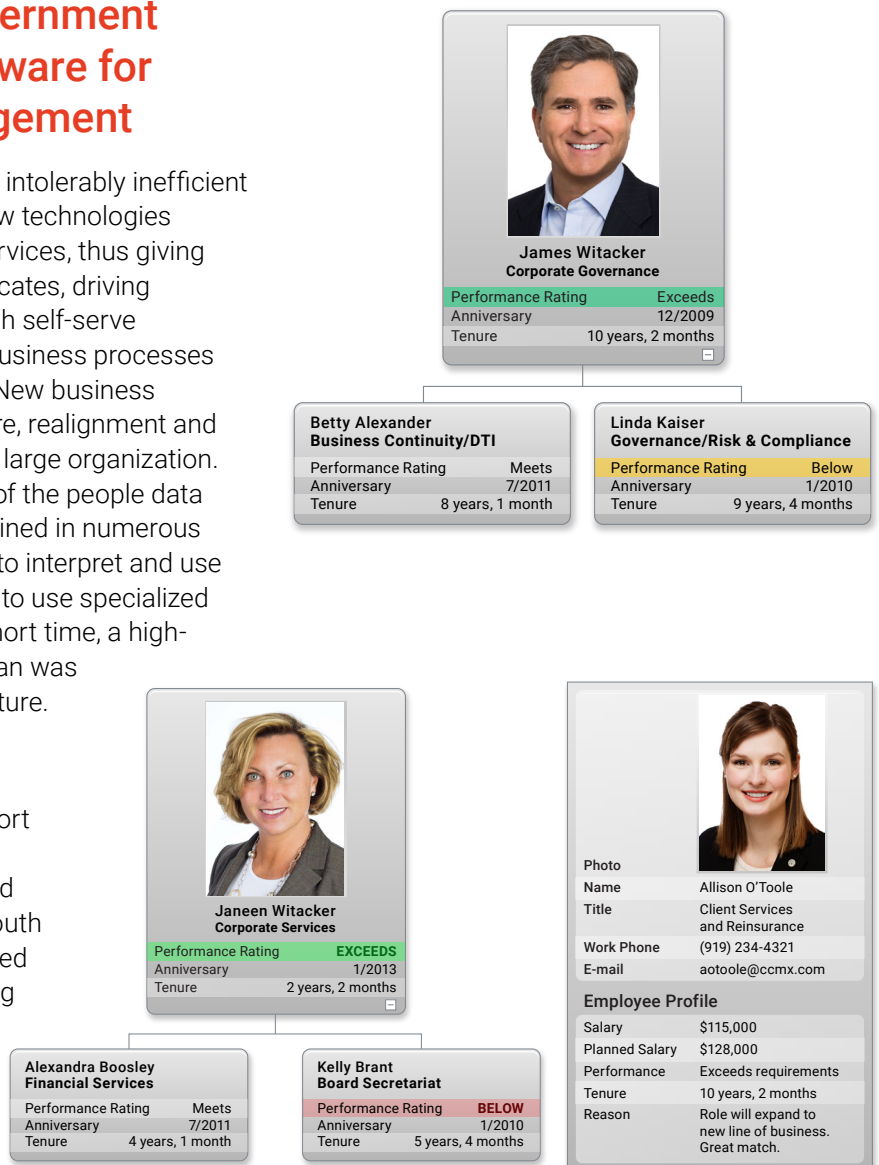 ernment
ware for
gement
intolerably inefficient
w technologies
rvices, thus giving
cates, driving
h self-serve
usiness processes
New business
re, realignment and
large organization.
of the people data
ined in numerous
to interpret and use
to use specialized
hort time, a high-
an was
ture.
ort
d
outh
ed
g
James Witacker
Corporate Governance
Performance Rating Exceeds
Anniversary 12/2009
Tenure 10 years, 2 months
Betty Alexander
Business Continuity/DTI
Performance Rating Meets
Anniversary 7/2011
Tenure 8 years, 1 month
Linda Kaiser
Governance/Risk & Compliance
Performance Rating Below
Anniversary 1/2010
Tenure 9 years, 4 months
Janeen Witacker
Corporate Services
Performance Rating EXCEEDS
Anniversary 1/2013
Tenure 2 years, 2 months
Alexandra Boosley
Financial Services
Performance Rating Meets
Anniversary 7/2011
Tenure 4 years, 1 month
Kelly Brant
Board Secretariat
Performance Rating BELOW
Anniversary 1/2010
Tenure 5 years, 4 months
Photo
Name Allison O'Toole
Title Client Services
and Reinsurance
Work Phone (919) 234-4321
E-mail aotoole@ccmx.com
Employee Profile
Salary $115,000
Planned Salary $128,000
Performance Exceeds requirements
Tenure 10 years, 2 months
Reason Role will expand to
new line of business.
Great match.